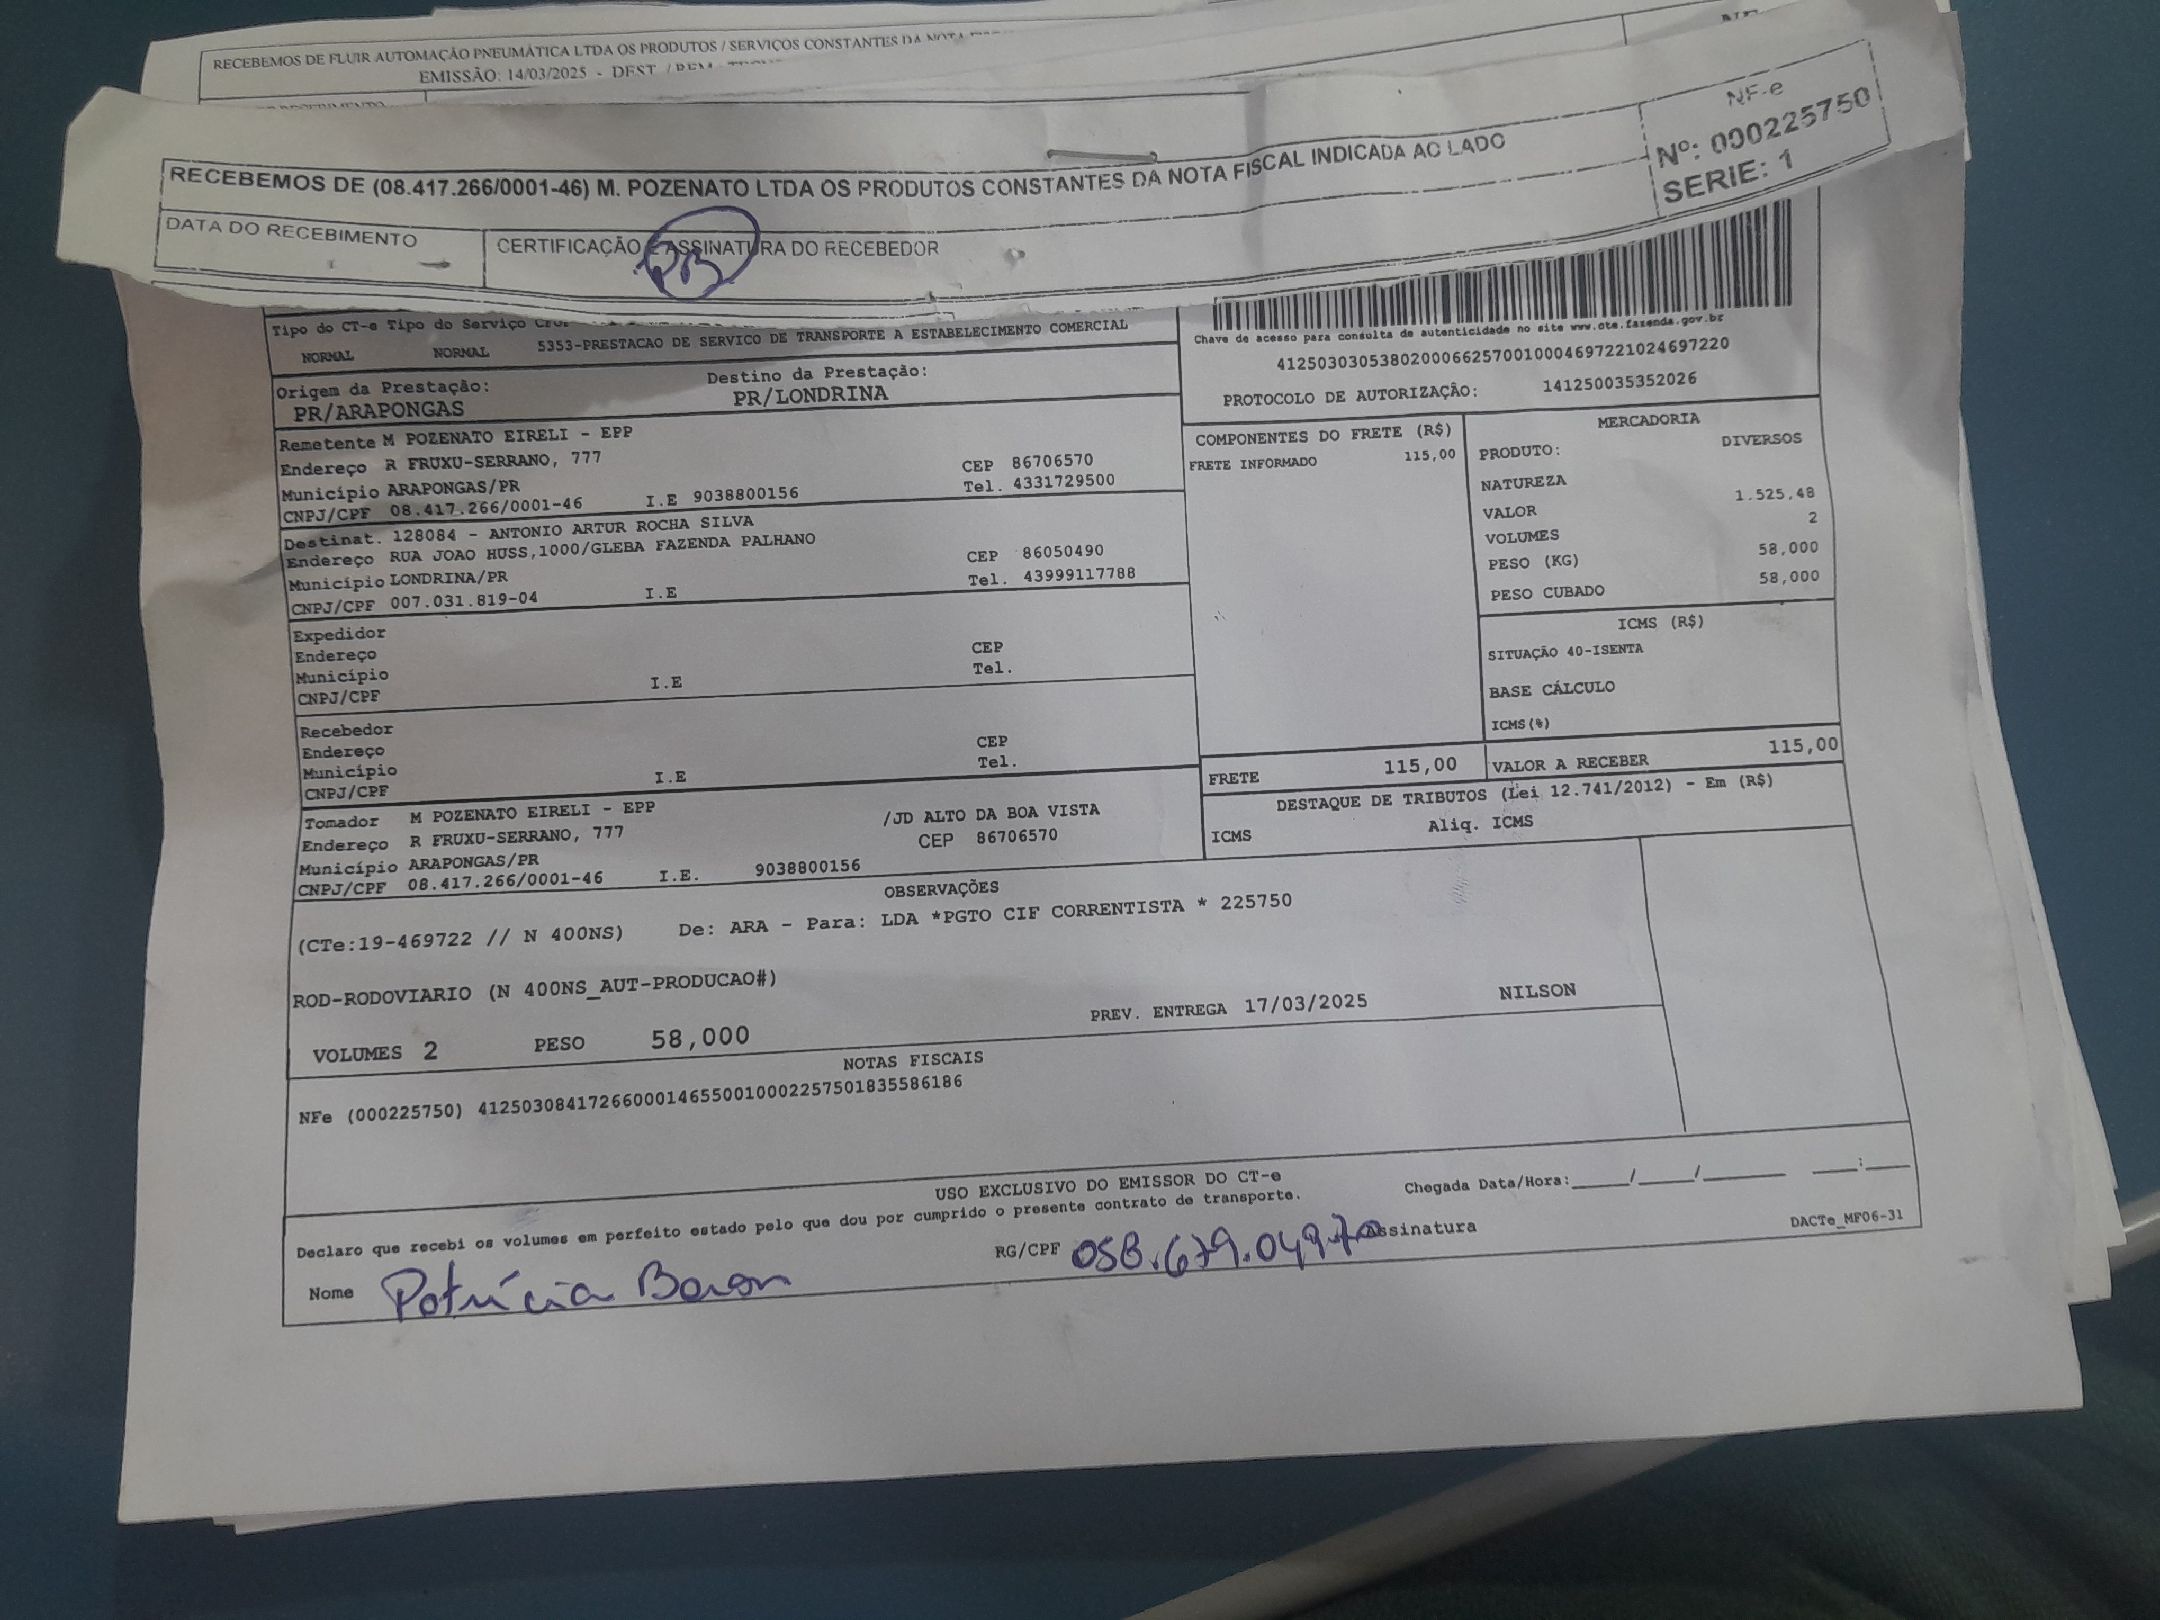 RECEBEMOS DE FLUIR AUTOMAÇÃO PNEUMÁTICA LTDA OS PRODUTOS / SERVIÇOS CONSTANTES DA NOTA
EMISSÃO: 14/03/2025 - DEST. / REM.
RECEBEMOS DE (08.417.266/0001-46) M. POZENATO LTDA OS PRODUTOS CONSTANTES DA NOTA FISCAL INDICADA AO LADO
NF-e
Nº: 000225750
SERIE: 1
DATA DO RECEBIMENTO
CERTIFICAÇÃO E ASSINATURA DO RECEBEDOR
PB
Tipo do CT-e Tipo do Serviço
NORMAL NORMAL 5353-PRESTACAO DE SERVICO DE TRANSPORTE A ESTABELECIMENTO COMERCIAL
Chave de acesso para consulta de autenticidade no site www.cte.fazenda.gov.br
41250303053802000662570010004697221024697220
PROTOCOLO DE AUTORIZAÇÃO: 141250035352026
Origem da Prestação: Destino da Prestação:
PR/ARAPONGAS PR/LONDRINA
Remetente M POZENATO EIRELI - EPP
Endereço R FRUXU-SERRANO, 777 CEP 86706570
Município ARAPONGAS/PR Tel. 4331729500
CNPJ/CPF 08.417.266/0001-46 I.E 9038800156
Destinat. 128084 - ANTONIO ARTUR ROCHA SILVA
Endereço RUA JOAO HUSS,1000/GLEBA FAZENDA PALHANO CEP 86050490
Município LONDRINA/PR Tel. 43999117788
CNPJ/CPF 007.031.819-04 I.E
Expedidor
Endereço CEP
Município Tel.
CNPJ/CPF I.E
Recebedor
Endereço CEP
Município Tel.
CNPJ/CPF I.E
Tomador M POZENATO EIRELI - EPP /JD ALTO DA BOA VISTA
Endereço R FRUXU-SERRANO, 777 CEP 86706570
Município ARAPONGAS/PR
CNPJ/CPF 08.417.266/0001-46 I.E. 9038800156
COMPONENTES DO FRETE (R$)
FRETE INFORMADO 115,00
MERCADORIA
PRODUTO: DIVERSOS
NATUREZA
VALOR 1.525,48
VOLUMES 2
PESO (KG) 58,000
PESO CUBADO 58,000
ICMS (R$)
SITUAÇÃO 40-ISENTA
BASE CÁLCULO
ICMS(%)
FRETE 115,00 VALOR A RECEBER 115,00
DESTAQUE DE TRIBUTOS (Lei 12.741/2012) - Em (R$)
ICMS Aliq. ICMS
OBSERVAÇÕES
(CTe:19-469722 // N 400NS) De: ARA - Para: LDA *PGTO CIF CORRENTISTA * 225750
ROD-RODOVIARIO (N 400NS_AUT-PRODUCAO#)
VOLUMES 2 PESO 58,000 PREV. ENTREGA 17/03/2025 NILSON
NOTAS FISCAIS
NFe (000225750) 41250308417266000146550010002257501835586186
USO EXCLUSIVO DO EMISSOR DO CT-e
Declaro que recebi os volumes em perfeito estado pelo que dou por cumprido o presente contrato de transporte.
Chegada Data/Hora:____/____/______ ___:___
Nome Patrícia Baron RG/CPF 058.679.049-70 Assinatura
DACTe_MF06-31